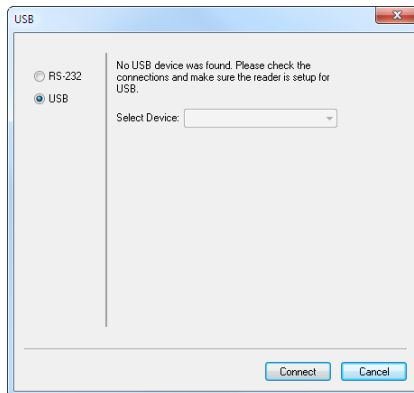 USB
RS-232
USB
No USB device was found. Please check the
connections and make sure the reader is setup for
USB.
Select Device:
Connect
Cancel